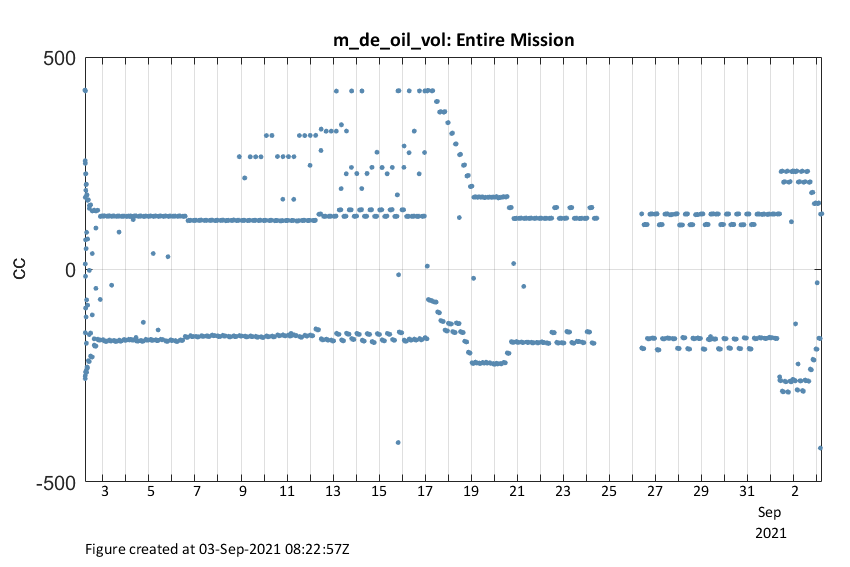 m_de_oil_vol: Entire Mission
500
0
-500
CC
3 5 7 9 11 13 15 17 19 21 23 25 27 29 31 2
Sep
2021
Figure created at 03-Sep-2021 08:22:57Z